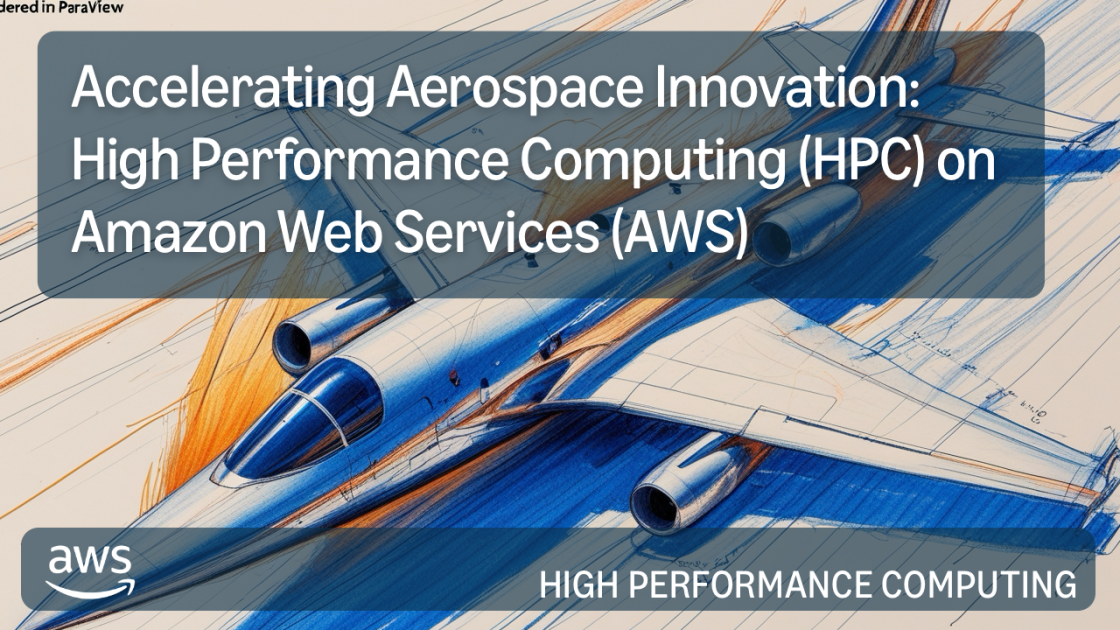 dered in ParaView
Accelerating Aerospace Innovation:
High Performance Computing (HPC) on
Amazon Web Services (AWS)
aws
HIGH PERFORMANCE COMPUTING